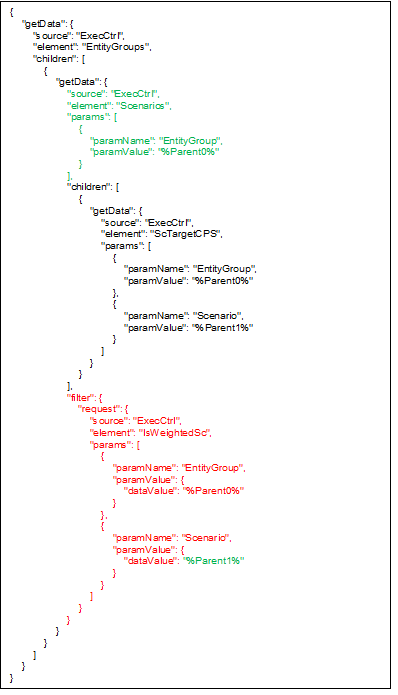 {
"getData": {
"source": "ExecCtrl",
"element": "EntityGroups",
"children": [
{
"getData": {
"source": "ExecCtrl",
"element": "Scenarios",
"params": [
{
"paramName": "EntityGroup",
"paramValue": "%Parent0%"
}
],
"children": [
{
"getData": {
"source": "ExecCtrl",
"element": "ScTargetCPS",
"params": [
{
"paramName": "EntityGroup",
"paramValue": "%Parent0%"
},
{
"paramName": "Scenario",
"paramValue": "%Parent1%"
}
]
}
}
],
"filter": {
"request": {
"source": "ExecCtrl",
"element": "IsWeightedSc",
"params": [
{
"paramName": "EntityGroup",
"paramValue": {
"dataValue": "%Parent0%"
}
},
{
"paramName": "Scenario",
"paramValue": {
"dataValue": "%Parent1%"
}
}
]
}
}
}
}
]
}
}